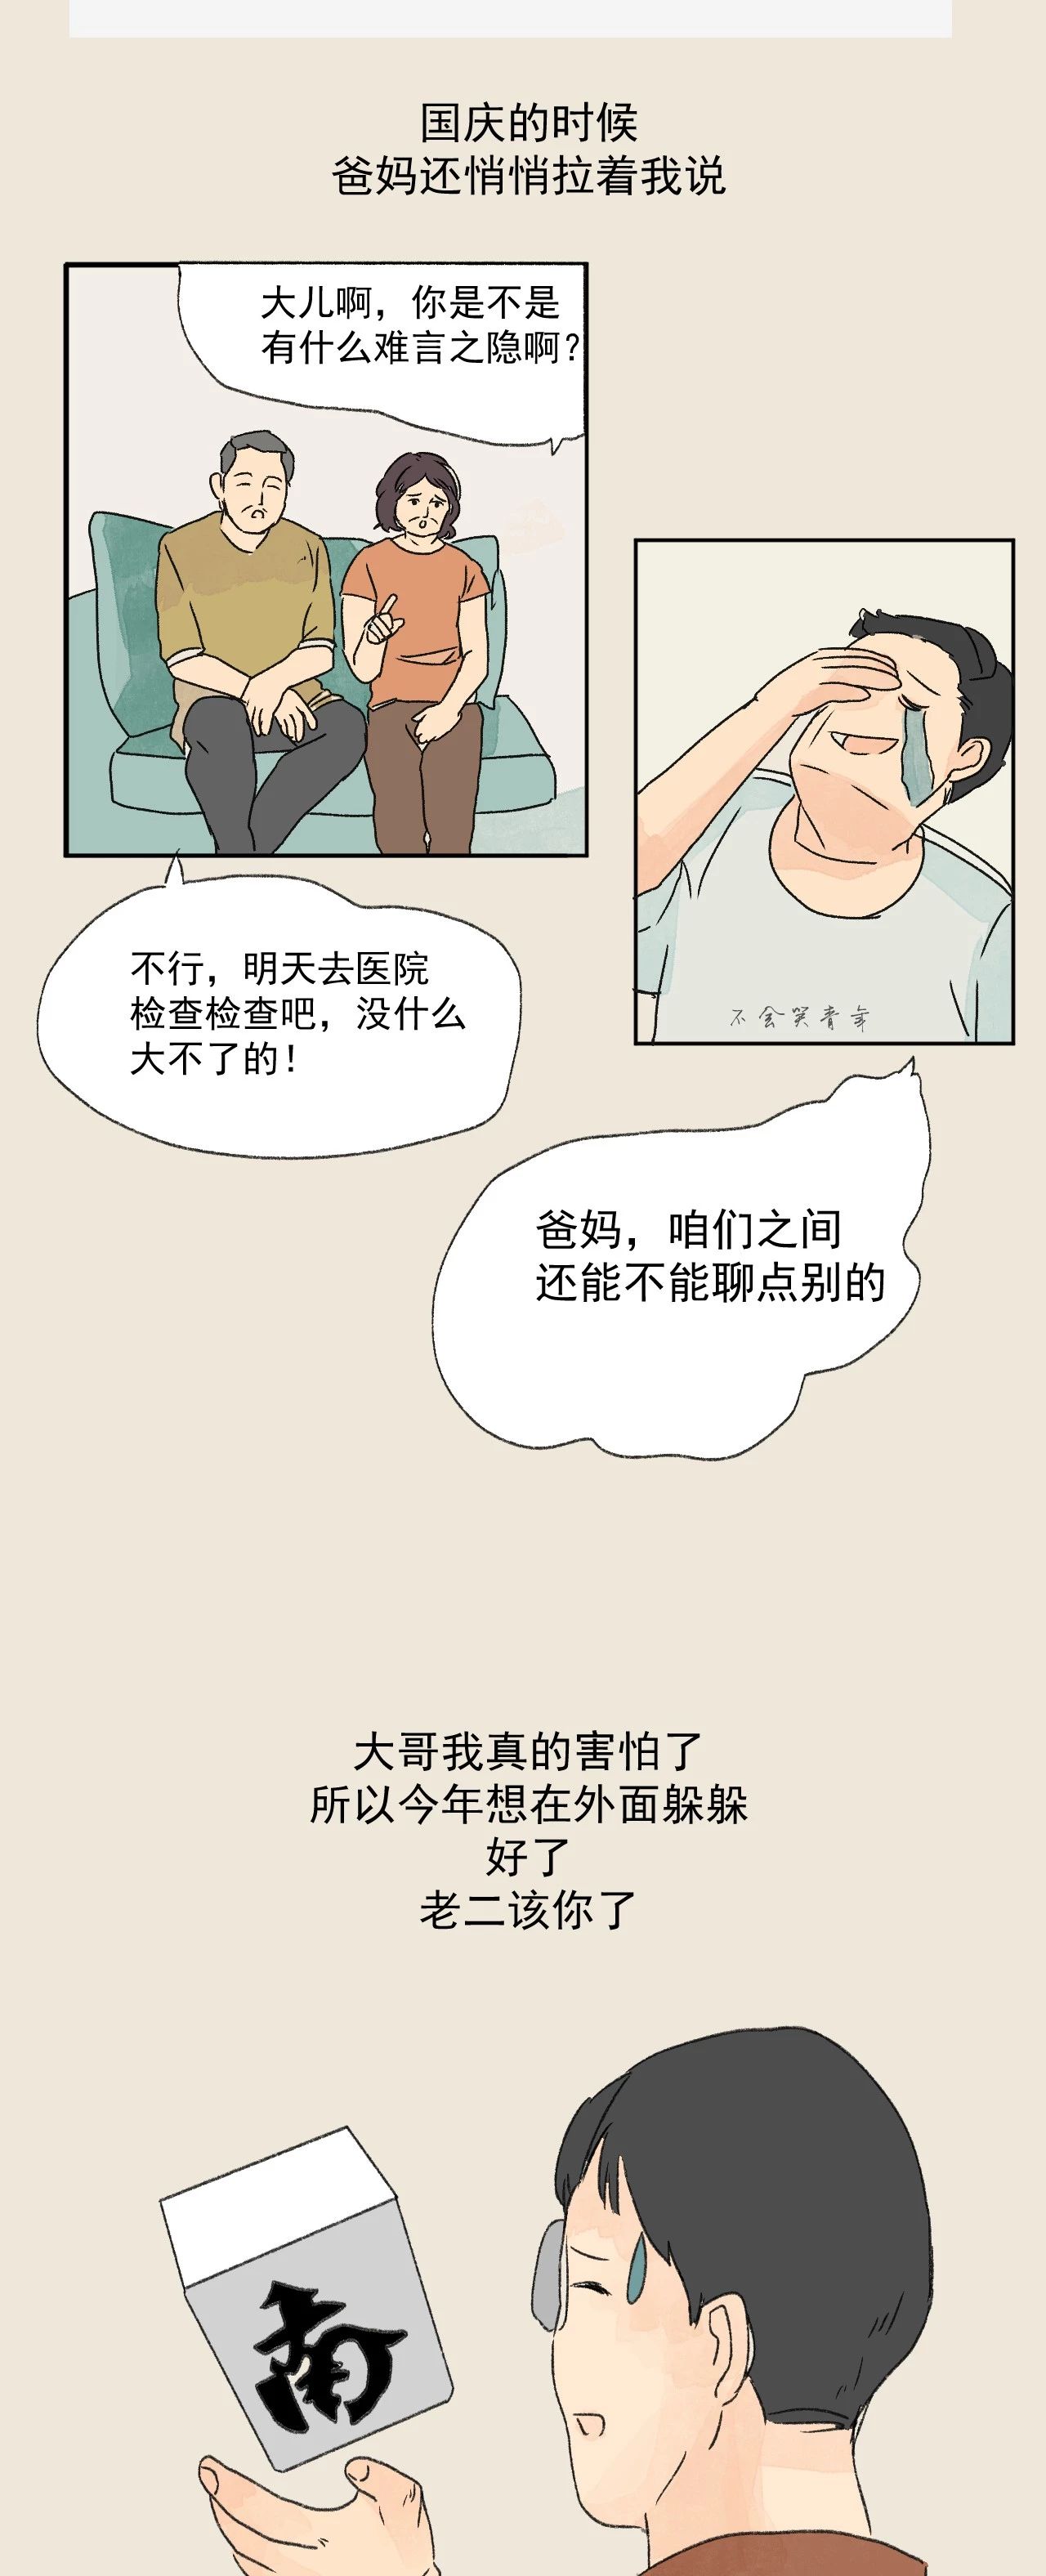 国庆的时候
爸妈还悄悄拉着我说
大儿啊，你是不是
有什么难言之隐啊？
不会笑青年
不行，明天去医院
检查检查吧，没什么
大不了的！
爸妈，咱们之间
还能不能聊点别的
大哥我真的害怕了
所以今年想在外面躲躲
好了
老二该你了
南